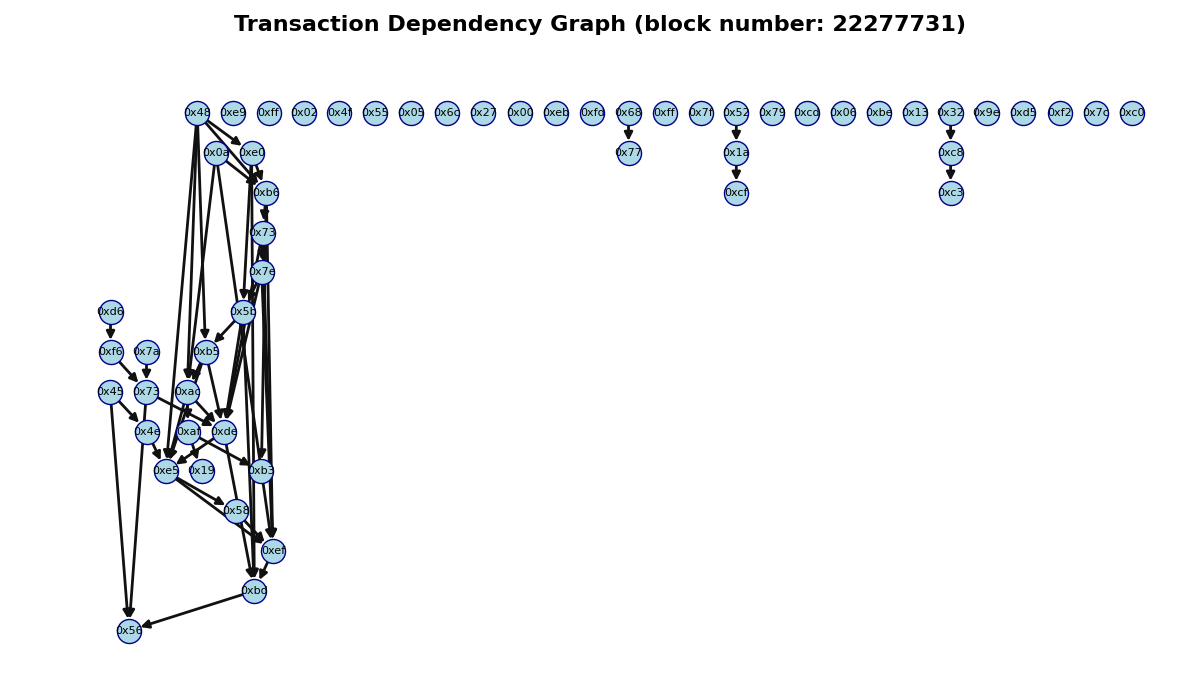 Transaction Dependency Graph (block number: 22277731)
0x48 0xe9 0xff 0x02 0x4f 0x55 0x05 0x6c 0x27 0x00 0xeb 0xfd 0x68 0xff 0x7f 0x52 0x79 0xcd 0x06 0xbe 0x13 0x32 0x9e 0xd5 0xf2 0x7c 0xc0
0x0a 0xe0 0x77 0x1a 0xc8
0xb6 0xcf 0xc3
0x73
0x7e
0xd6 0x5b
0xf6 0x7a 0xb5
0x45 0x73 0xac
0x4e 0xaf 0xde
0xe5 0x19 0xb3
0x58
0xef
0xbd
0x56